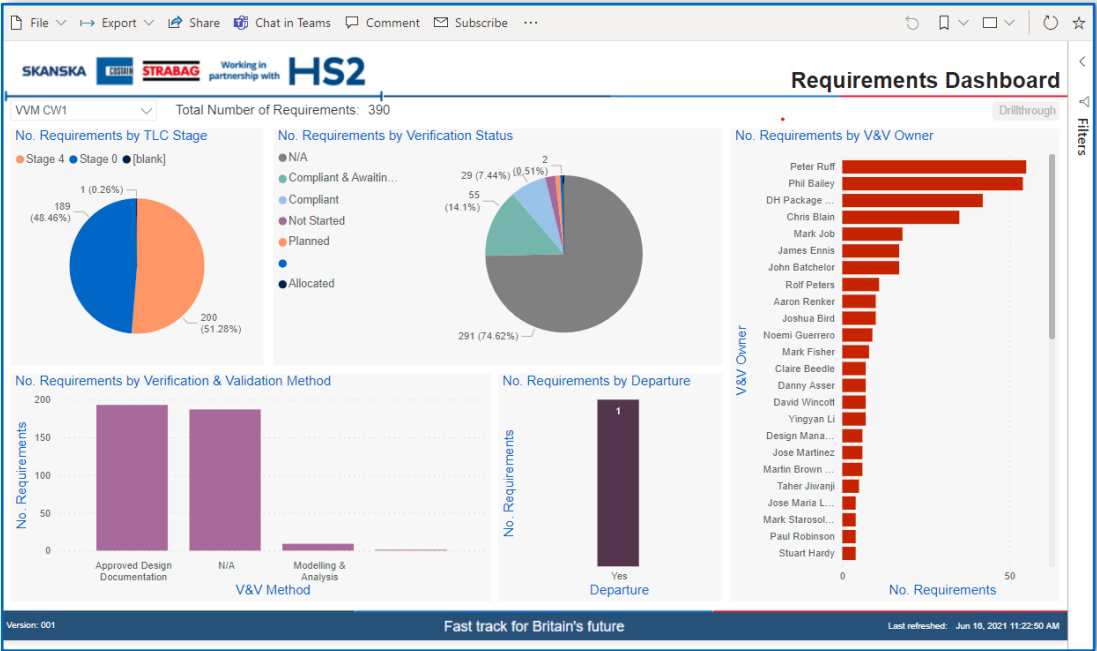 File Export Share Chat in Teams Comment Subscribe ...
SKANSKA COSTAIN STRABAG Working in partnership with HS2
Requirements Dashboard
VVM CW1
Total Number of Requirements: 390
Drillthrough
Filters
No. Requirements by TLC Stage
Stage 4 Stage 0 [blank]
1 (0.26%)
189
(48.46%)
200
(51.28%)
No. Requirements by Verification Status
N/A
Compliant & Awaitin...
Compliant
Not Started
Planned
Allocated
2
(0.51%)
29 (7.44%)
55
(14.1%)
291 (74.62%)
No. Requirements by V&V Owner
V&V Owner
Peter Ruff
Phil Bailey
DH Package ...
Chris Blain
Mark Job
James Ennis
John Batchelor
Rolf Peters
Aaron Renker
Joshua Bird
Noemi Guerrero
Mark Fisher
Claire Beedle
Danny Asser
David Wincott
Yingyan Li
Design Mana...
Jose Martinez
Martin Brown ...
Taher Jiwanji
Jose Maria L...
Mark Starosol...
Paul Robinson
Stuart Hardy
0 50
No. Requirements
No. Requirements by Verification & Validation Method
No. Requirements
200
150
100
50
0
Approved Design
Documentation
N/A
Modelling &
Analysis
V&V Method
No. Requirements by Departure
No. Requirements
1
Yes
Departure
Version: 001
Fast track for Britain's future
Last refreshed: Jun 16, 2021 11:22:50 AM